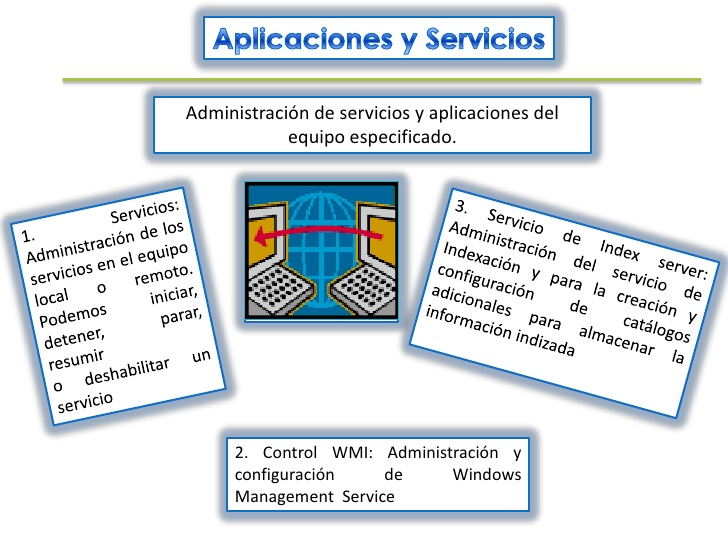 Aplicaciones y Servicios
Administración de servicios y aplicaciones del
equipo especificado.
1. Servicios:
Administración de los
servicios en el equipo
local o remoto.
Podemos iniciar,
detener, parar,
resumir
o deshabilitar un
servicio
3. Servicio de Index server:
Administración del servicio de
Indexación y para la creación y
configuración de catálogos
adicionales para almacenar la
información indizada
2. Control WMI: Administración y
configuración de Windows
Management Service